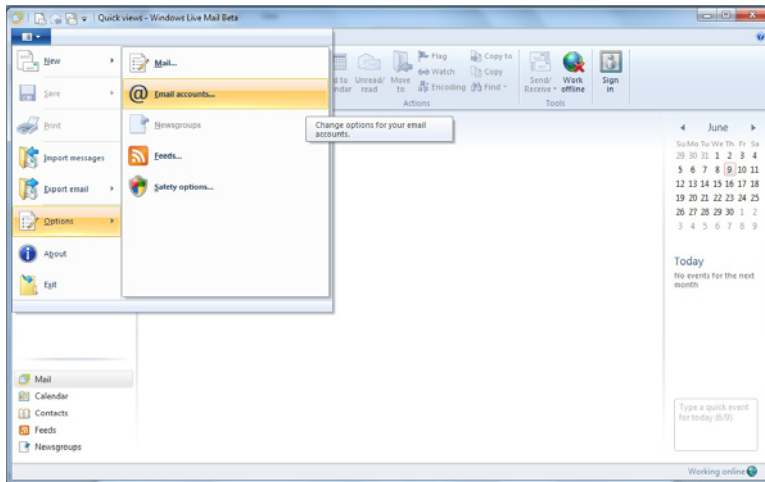 Quick views - Windows Live Mail Beta
New
Save
Print
Import messages
Export email
Options
About
Exit
Mail...
Email accounts...
Newsgroups
Feeds...
Safety options...
Change options for your email
accounts.
Unread/
read
Move
to
Flag
Watch
Encoding
Copy to
Copy
Find
Actions
Send/
Receive
Work
offline
Tools
Sign
in
June
Su Mo Tu We Th Fr Sa
29 30 31 1 2 3 4
5 6 7 8 9 10 11
12 13 14 15 16 17 18
19 20 21 22 23 24 25
26 27 28 29 30 1 2
3 4 5 6 7 8 9
Today
No events for the next
month
Mail
Calendar
Contacts
Feeds
Newsgroups
Type a quick event
for today (6/9)
Working online